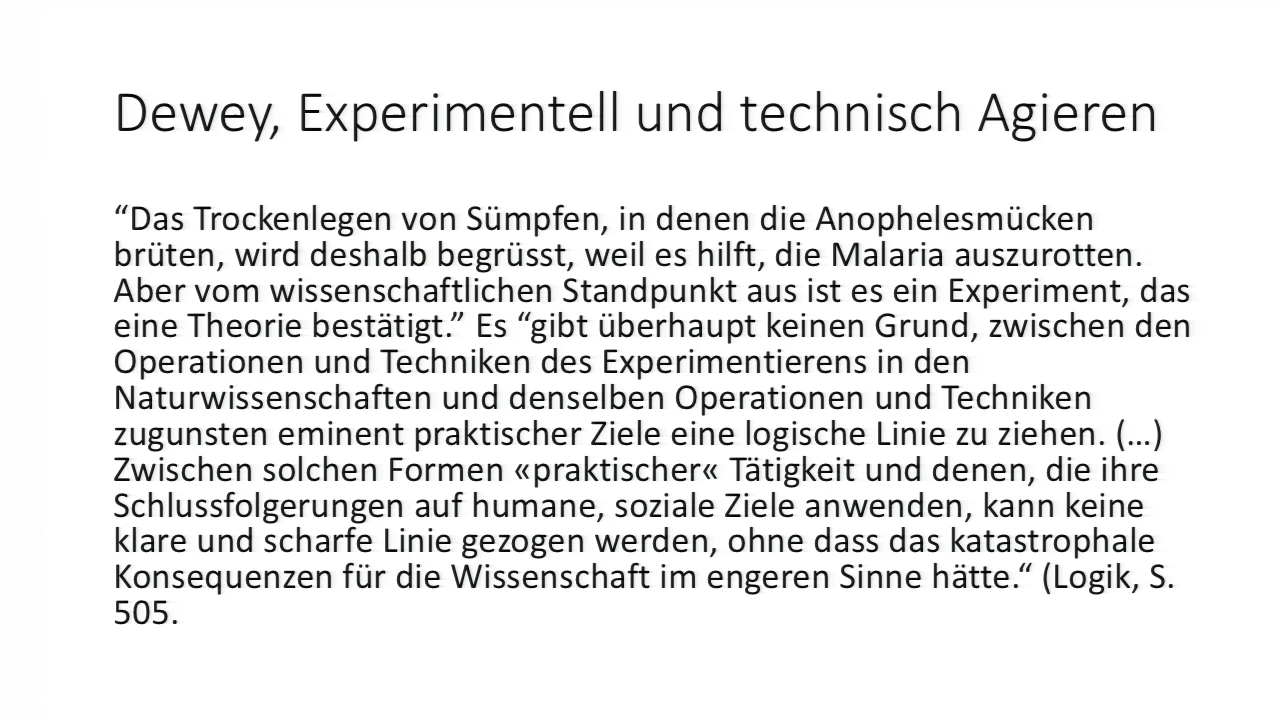 Dewey, Experimentell und technisch Agieren
“Das Trockenlegen von Sümpfen, in denen die Anophelesmücken
brüten, wird deshalb begrüsst, weil es hilft, die Malaria auszurotten.
Aber vom wissenschaftlichen Standpunkt aus ist es ein Experiment, das
eine Theorie bestätigt.” Es “gibt überhaupt keinen Grund, zwischen den
Operationen und Techniken des Experimentierens in den
Naturwissenschaften und denselben Operationen und Techniken
zugunsten eminent praktischer Ziele eine logische Linie zu ziehen. (…)
Zwischen solchen Formen «praktischer« Tätigkeit und denen, die ihre
Schlussfolgerungen auf humane, soziale Ziele anwenden, kann keine
klare und scharfe Linie gezogen werden, ohne dass das katastrophale
Konsequenzen für die Wissenschaft im engeren Sinne hätte.“ (Logik, S.
505.